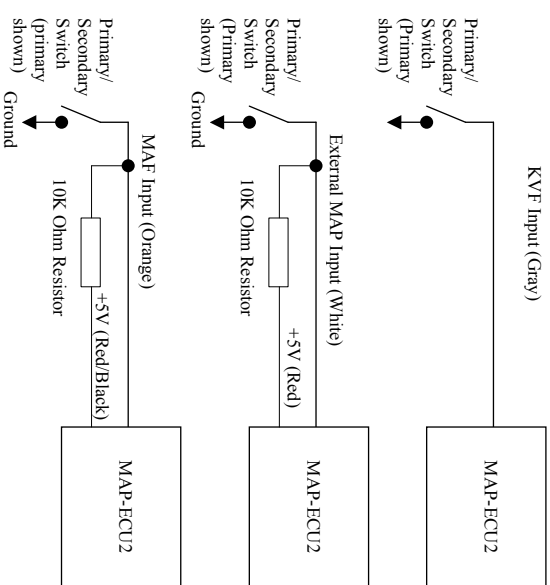 KVF Input (Gray)
Primary/
Secondary
Switch
(Primary
shown)
MAP-ECU2
External MAP Input (White)
Primary/
Secondary
Switch
(Primary
shown)
+5V (Red)
10K Ohm Resistor
Ground
MAP-ECU2
MAF Input (Orange)
Primary/
Secondary
Switch
(primary
shown)
+5V (Red/Black)
10K Ohm Resistor
Ground
MAP-ECU2